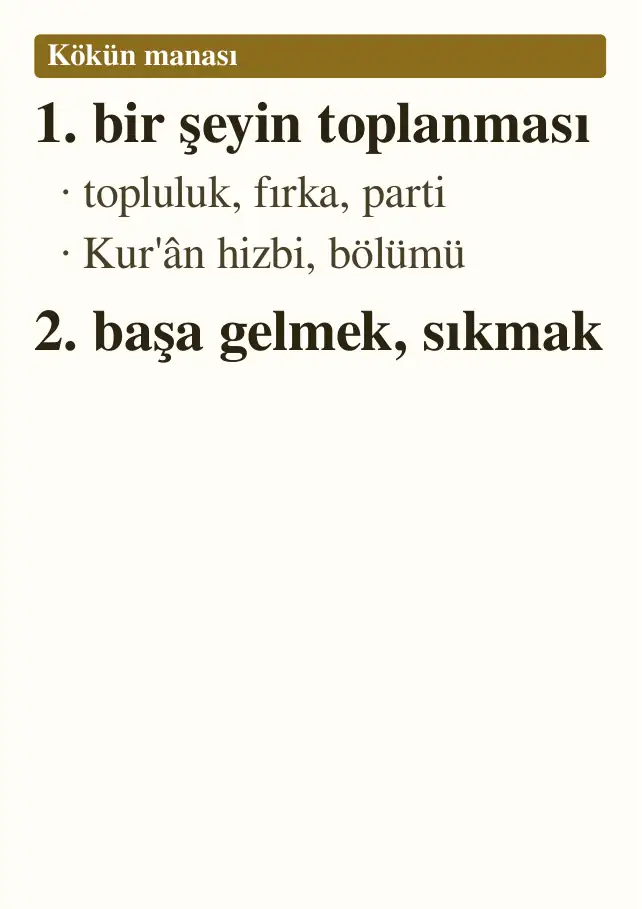 Kökün manası
1. bir şeyin toplanması
· topluluk, fırka, parti
· Kur'ân hizbi, bölümü
2. başa gelmek, sıkmak